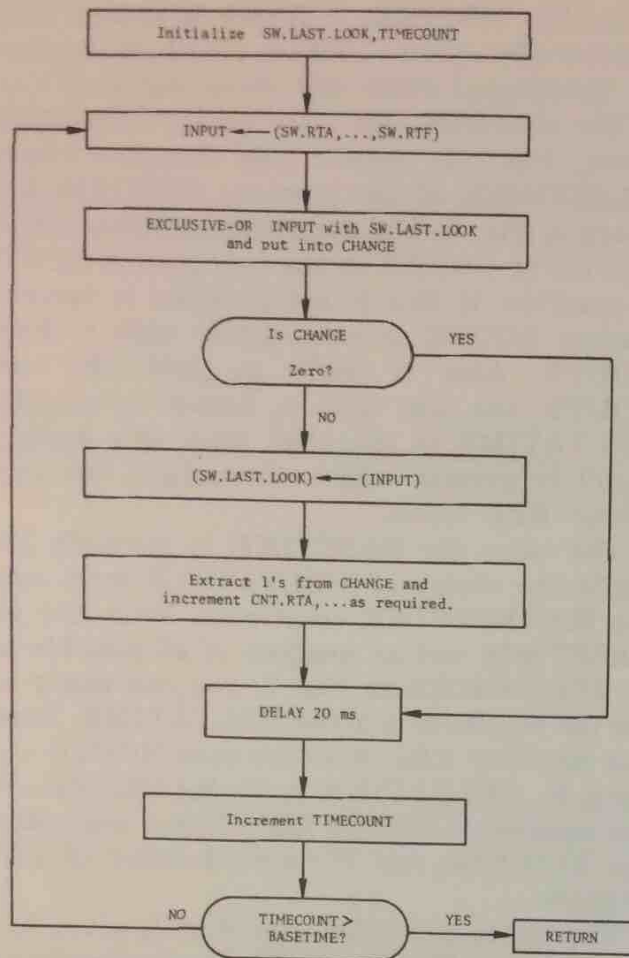 Initialize SW.LAST.LOOK,TIMECOUNT
INPUT ← (SW.RTA,...,SW.RTF)
EXCLUSIVE-OR INPUT with SW.LAST.LOOK
and put into CHANGE
Is CHANGE
Zero?
YES
NO
(SW.LAST.LOOK) ← (INPUT)
Extract 1's from CHANGE and
increment CNT.RTA,...as required.
DELAY 20 ms
Increment TIMECOUNT
NO
TIMECOUNT >
BASETIME?
YES
RETURN